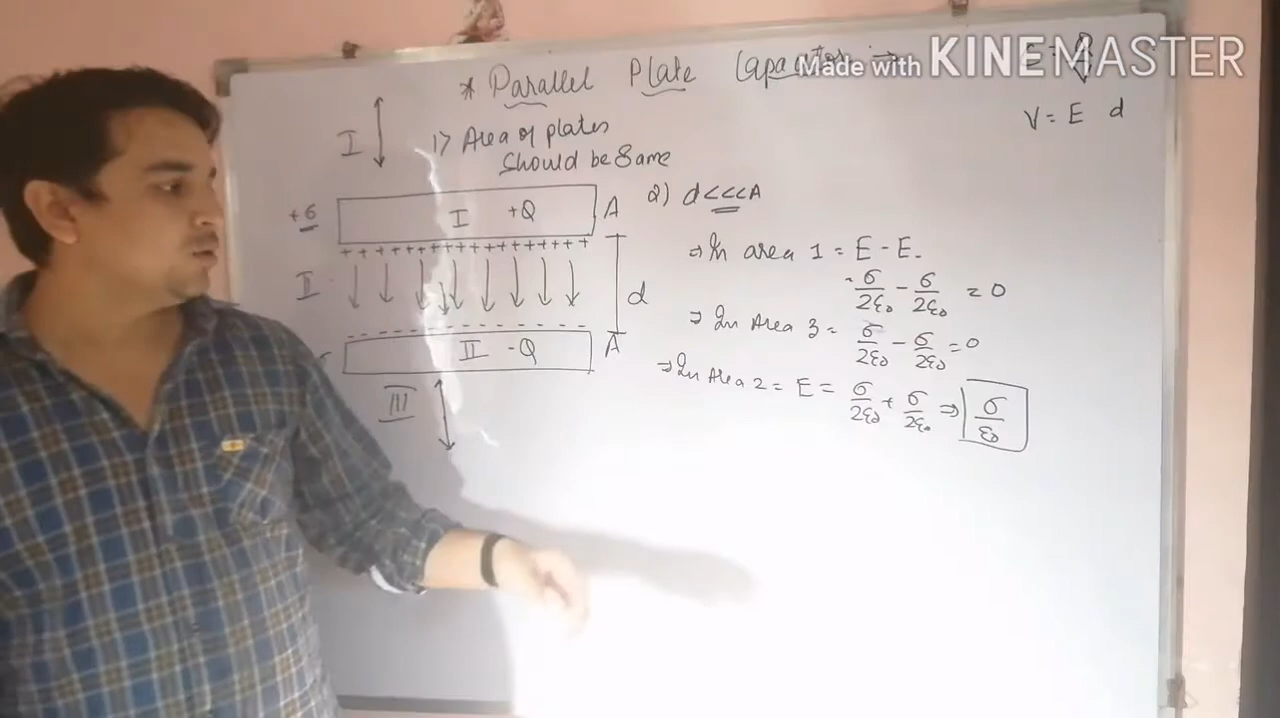 * Parallel Plate Capacitor ⇒
Made with KINEMASTER
V = E d
I
1) Area of plates
Should be Same
2) d<<<A
+σ
I +Q
A
+ + + + + + + + + + + + + + + + +
II
d
- - - - - - - - - - - - - - -
II -Q
A
III
⇒ In area 1 = E - E.
σ/2ε₀ - σ/2ε₀ = 0
⇒ In Area 3 = σ/2ε₀ - σ/2ε₀ = 0
⇒ In Area 2 = E = σ/2ε₀ + σ/2ε₀ ⇒ σ/ε₀